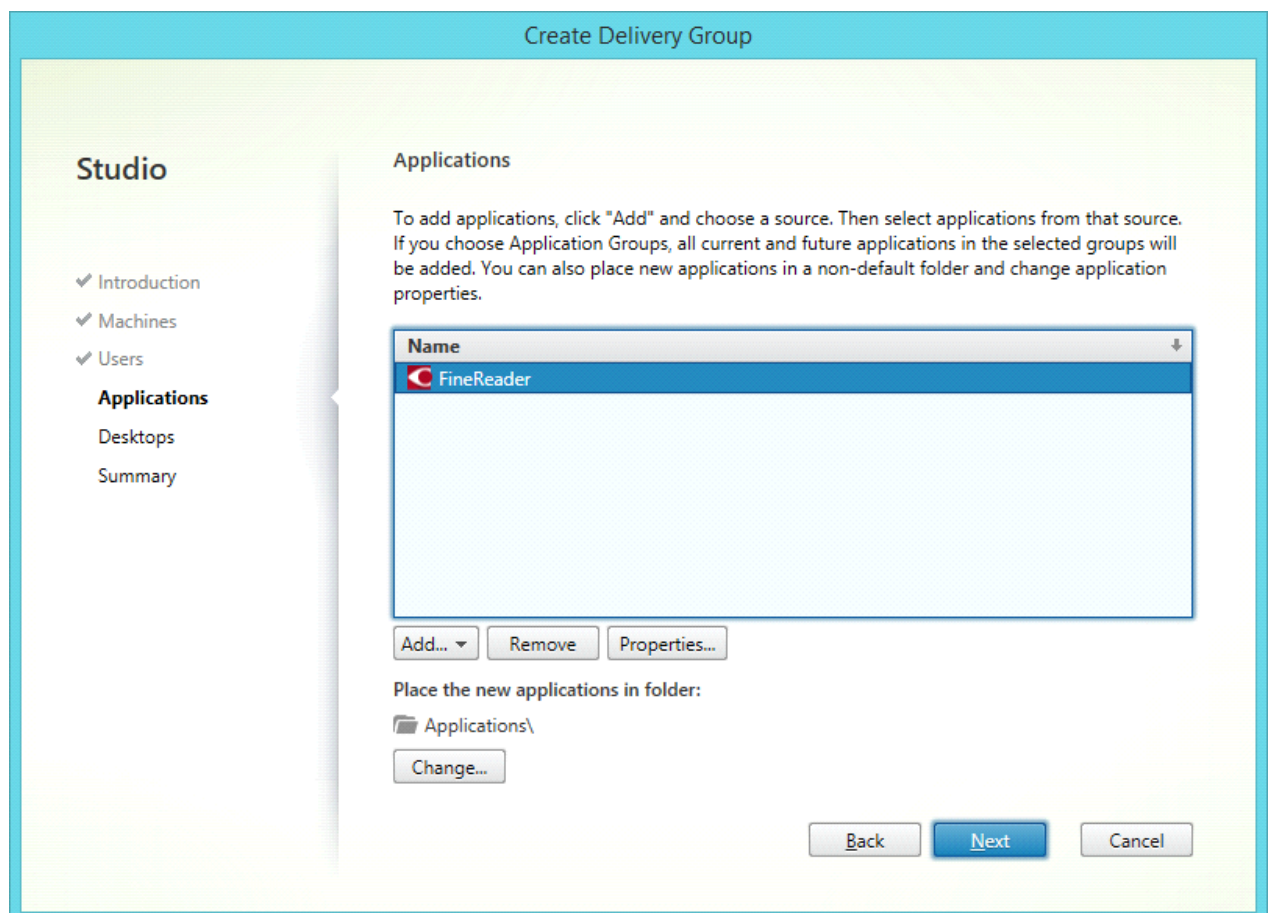 Create Delivery Group
Studio
Introduction
Machines
Users
Applications
Desktops
Summary
Applications
To add applications, click "Add" and choose a source. Then select applications from that source.
If you choose Application Groups, all current and future applications in the selected groups will
be added. You can also place new applications in a non-default folder and change application
properties.
Name
FineReader
Add... Remove Properties...
Place the new applications in folder:
Applications\
Change...
Back Next Cancel